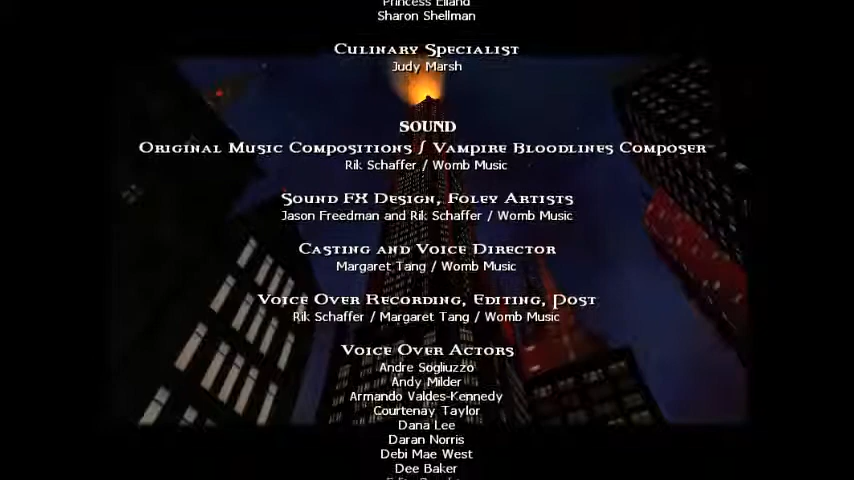 Princess Elland
Sharon Shellman
Culinary Specialist
Judy Marsh
SOUND
Original Music Compositions / Vampire Bloodlines Composer
Rik Schaffer / Womb Music
Sound FX Design, Foley Artists
Jason Freedman and Rik Schaffer / Womb Music
Casting and Voice Director
Margaret Tang / Womb Music
Voice Over Recording, Editing, Post
Rik Schaffer / Margaret Tang / Womb Music
Voice Over Actors
Andre Sogliuzzo
Andy Milder
Armando Valdes-Kennedy
Courtenay Taylor
Dana Lee
Daran Norris
Debi Mae West
Dee Baker